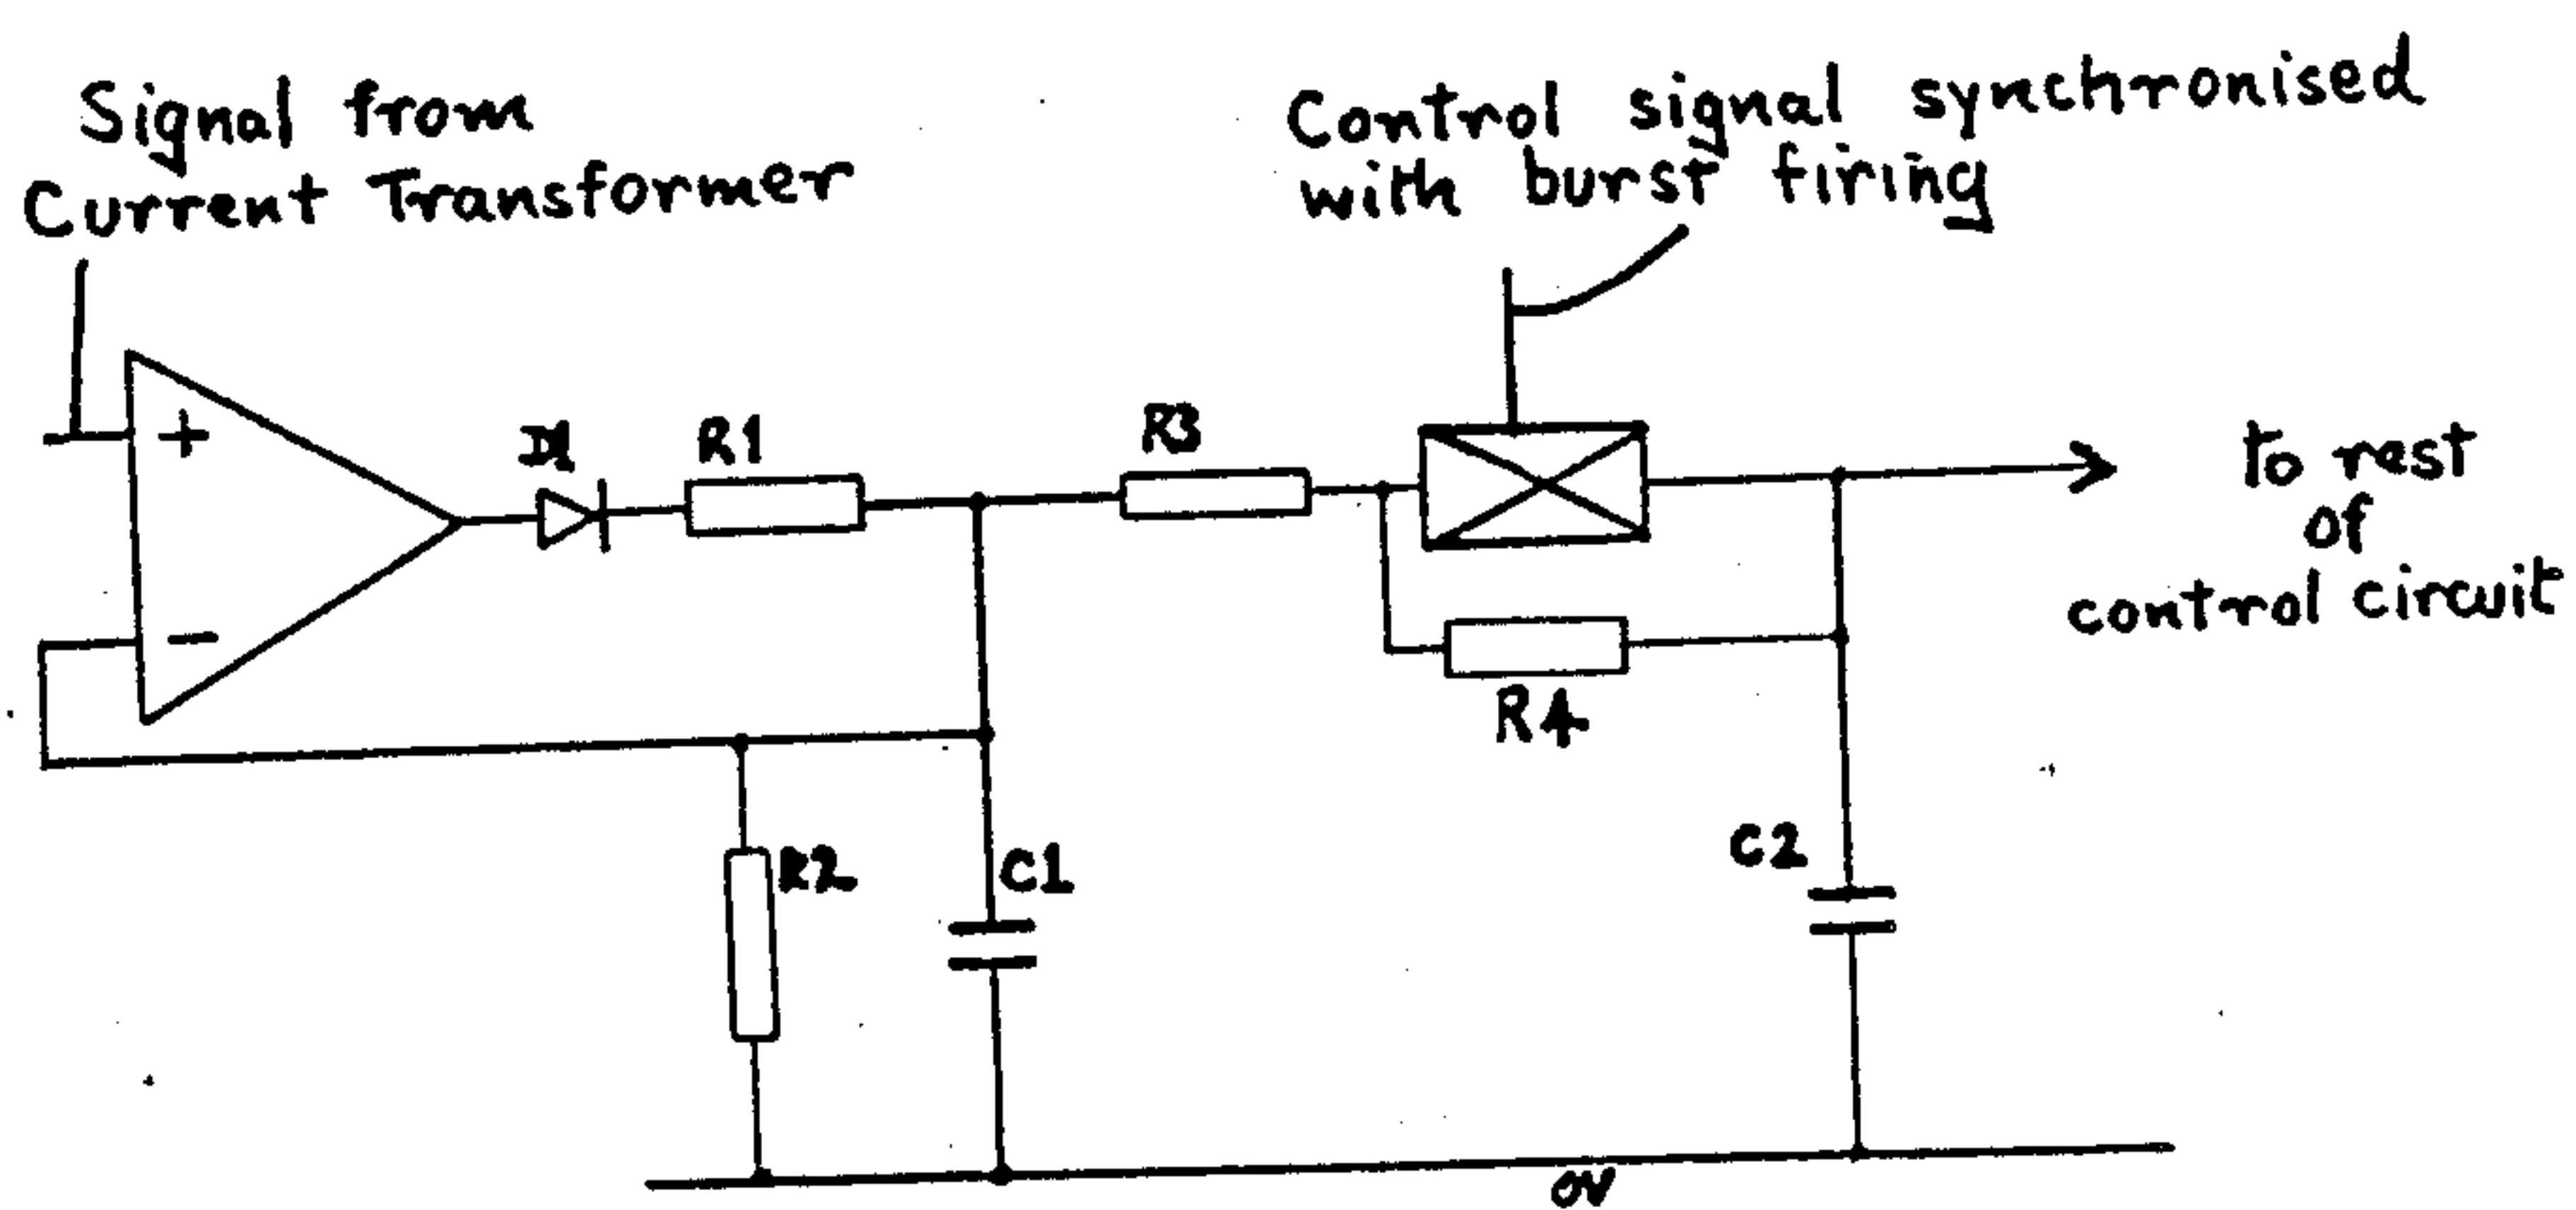 Signal from
Current Transformer
Control signal synchronised
with burst firing
+
D1
R1
R3
to rest
of
control circuit
−
R4
R2
C1
C2
0V